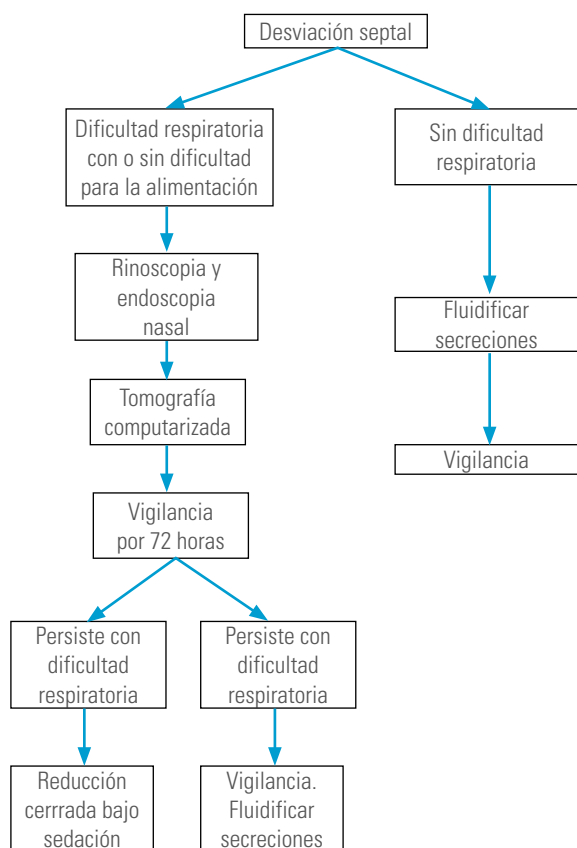 Desviación septal
Dificultad respiratoria
con o sin dificultad
para la alimentación
Sin dificultad
respiratoria
Rinoscopia y
endoscopia
nasal
Fluidificar
secreciones
Tomografía
computarizada
Vigilancia
Vigilancia
por 72 horas
Persiste con
dificultad
respiratoria
Persiste con
dificultad
respiratoria
Reducción
cerrrada bajo
sedación
Vigilancia.
Fluidificar
secreciones